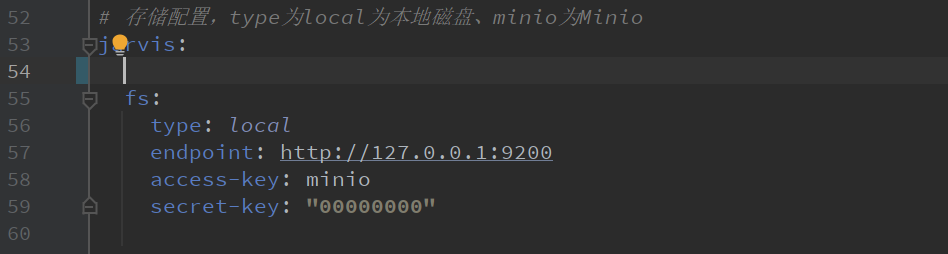 52 # 存储配置，type为local为本地磁盘、minio为Minio
53 jarvis:
54
55 fs:
56 type: local
57 endpoint: http://127.0.0.1:9200
58 access-key: minio
59 secret-key: "00000000"
60